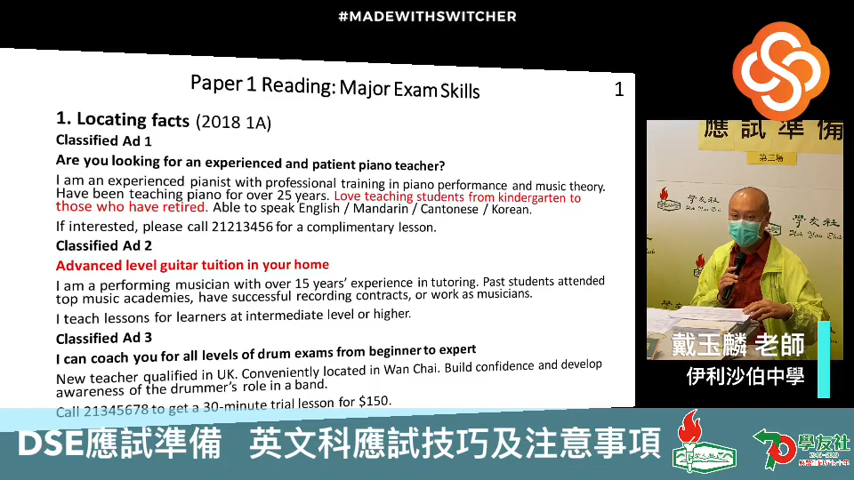 #MADEWITHSWITCHER
Paper 1 Reading: Major Exam Skills
1
1. Locating facts (2018 1A)
Classified Ad 1
Are you looking for an experienced and patient piano teacher?
I am an experienced pianist with professional training in piano performance and music theory.
Have been teaching piano for over 25 years. Love teaching students from kindergarten to
those who have retired. Able to speak English / Mandarin / Cantonese / Korean.
If interested, please call 21213456 for a complimentary lesson.
Classified Ad 2
Advanced level guitar tuition in your home
I am a performing musician with over 15 years' experience in tutoring. Past students attended
top music academies, have successful recording contracts, or work as musicians.
I teach lessons for learners at intermediate level or higher.
Classified Ad 3
I can coach you for all levels of drum exams from beginner to expert
New teacher qualified in UK. Conveniently located in Wan Chai. Build confidence and develop
awareness of the drummer's role in a band.
Call 21345678 to get a 30-minute trial lesson for $150.
應試準備
第二場
學友社
學友社
戴玉麟 老師
伊利沙伯中學
DSE應試準備 英文科應試技巧及注意事項
70
學友社